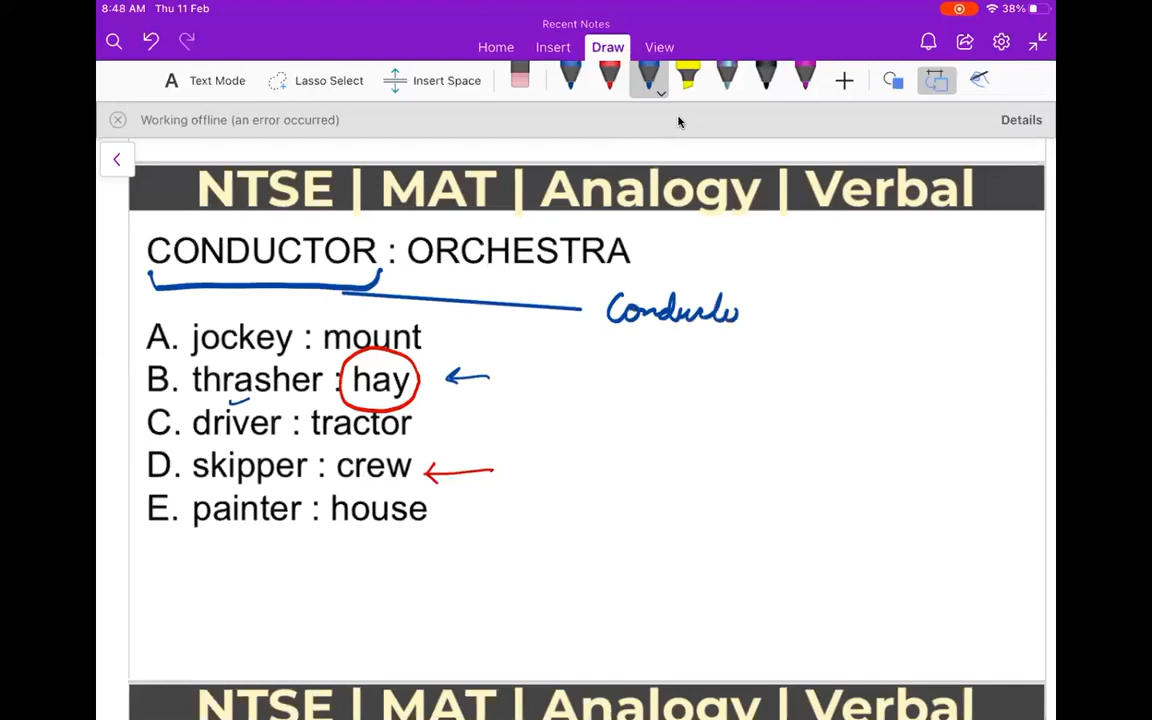 8:48 AM Thu 11 Feb
38%
Recent Notes
Home Insert Draw View
A Text Mode Lasso Select Insert Space
Working offline (an error occurred) Details
NTSE | MAT | Analogy | Verbal
CONDUCTOR : ORCHESTRA
Conducto
A. jockey : mount
B. thrasher : hay
C. driver : tractor
D. skipper : crew
E. painter : house
NTSE | MAT | Analogy | Verbal